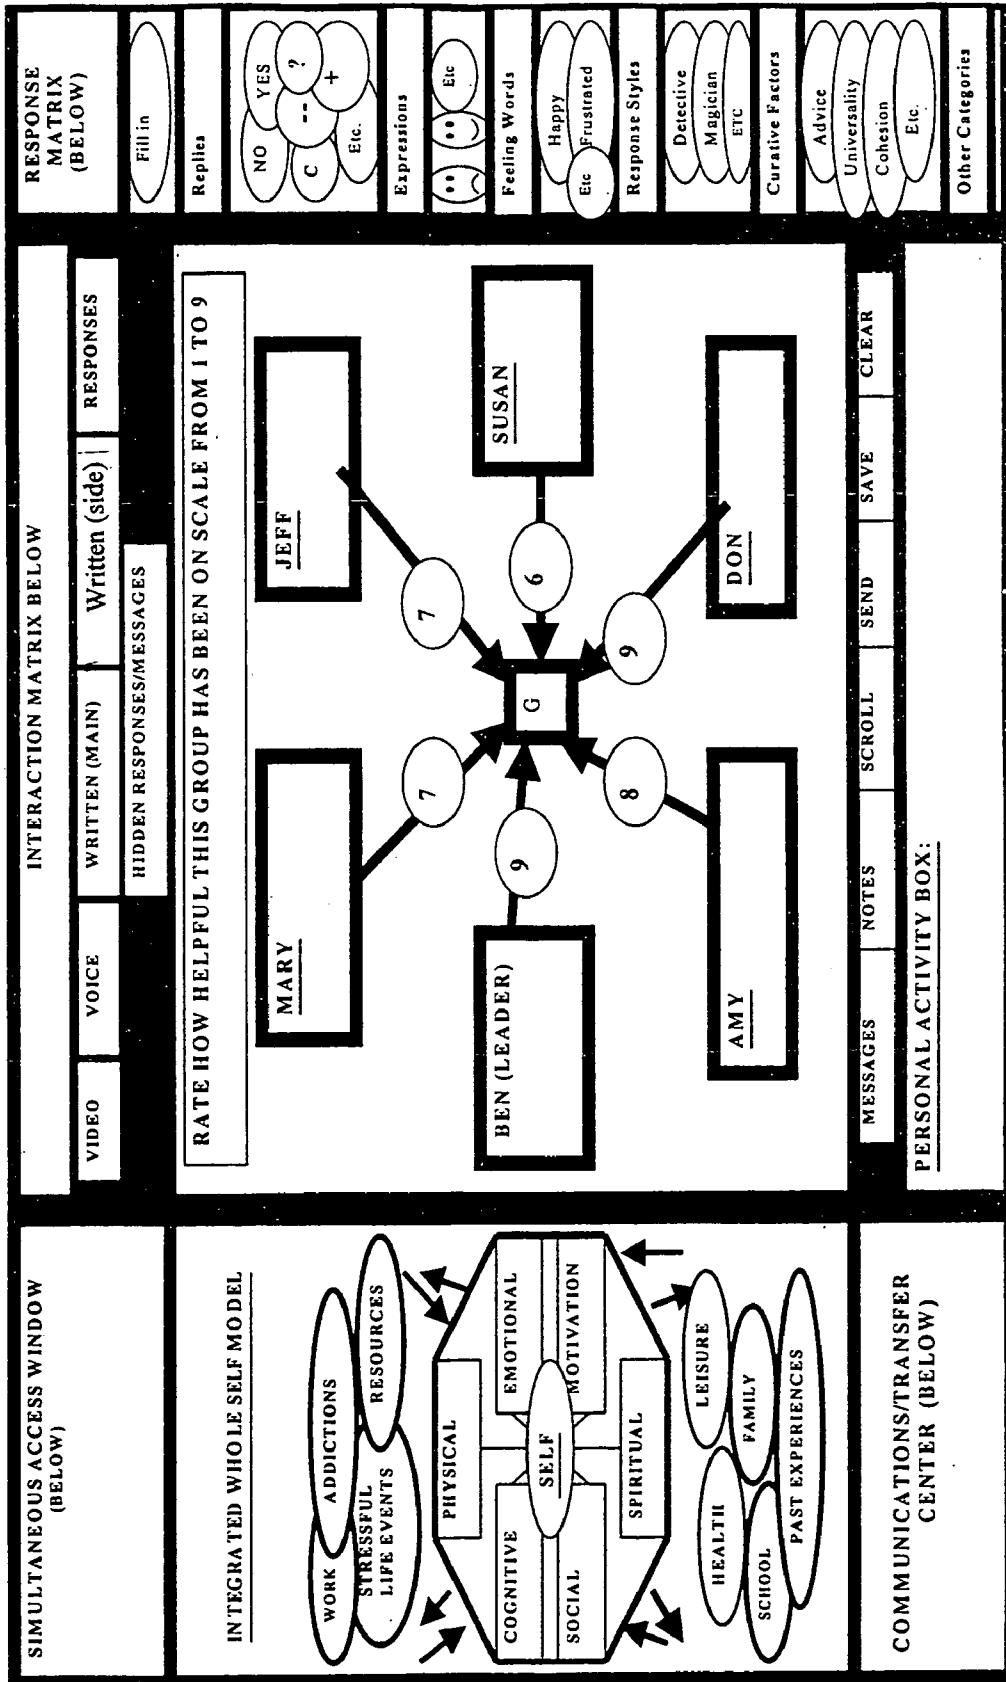 SIMULTANEOUS ACCESS WINDOW
(BELOW)
INTEGRATED WHOLE SELF MODEL
WORK
ADDICTIONS
STRESSFUL
LIFE EVENTS
RESOURCES
PHYSICAL
COGNITIVE
EMOTIONAL
SELF
SOCIAL
MOTIVATION
SPIRITUAL
HEALTH
LEISURE
SCHOOL
FAMILY
PAST EXPERIENCES
COMMUNICATIONS/TRANSFER
CENTER (BELOW)
INTERACTION MATRIX BELOW
VIDEO
VOICE
WRITTEN (MAIN)
Written (side)
RESPONSES
HIDDEN RESPONSES/MESSAGES
RATE HOW HELPFUL THIS GROUP HAS BEEN ON SCALE FROM 1 TO 9
MARY
JEFF
7
7
BEN (LEADER)
9
G
6
SUSAN
8
9
AMY
DON
MESSAGES
NOTES
SCROLL
SEND
SAVE
CLEAR
PERSONAL ACTIVITY BOX:
RESPONSE
MATRIX
(BELOW)
Fill in
Replies
NO
YES
C
--
?
Etc.
+
Expressions
Etc
Feeling Words
Happy
Frustrated
Etc
Response Styles
Detective
Magician
ETC
Curative Factors
Advice
Universality
Cohesion
Etc.
Other Categories